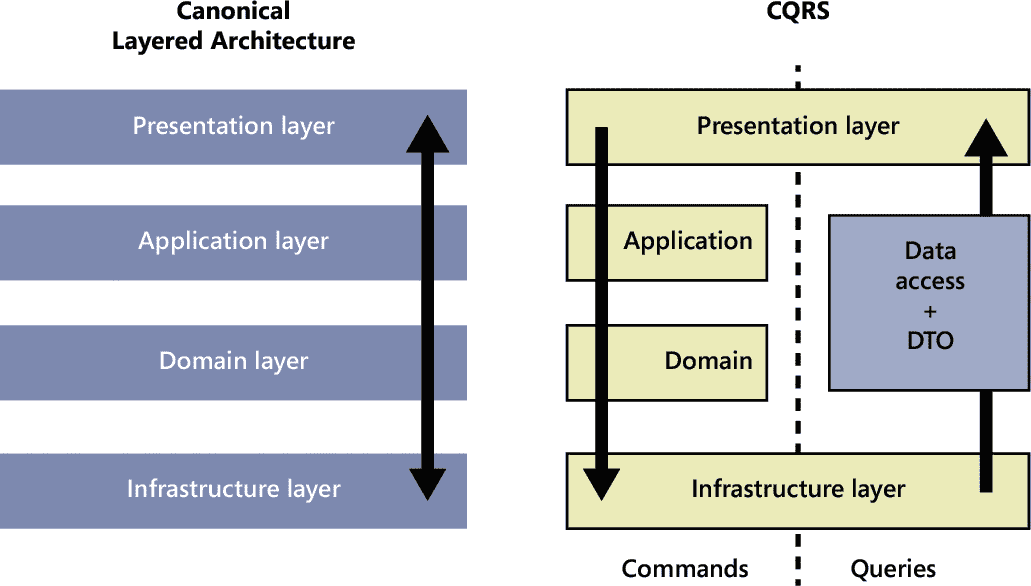 Canonical
Layered Architecture
Presentation layer
Application layer
Domain layer
Infrastructure layer
CQRS
Presentation layer
Application
Domain
Data
access
+
DTO
Infrastructure layer
Commands
Queries